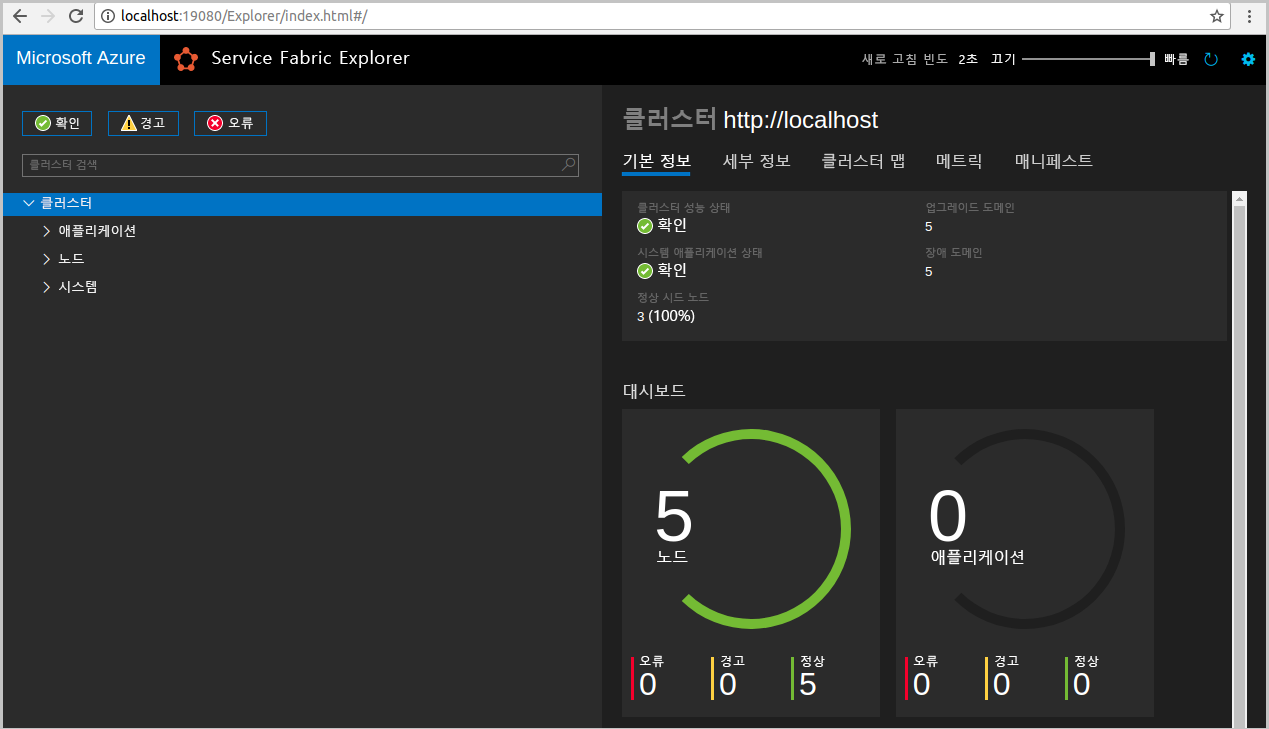 localhost:19080/Explorer/index.html#/
Microsoft Azure Service Fabric Explorer 새로 고침 빈도 2초 끄기 빠름
확인 경고 오류
클러스터 검색
클러스터
애플리케이션
노드
시스템
클러스터 http://localhost
기본 정보 세부 정보 클러스터 맵 메트릭 매니페스트
클러스터 성능 상태 업그레이드 도메인
확인 5
시스템 애플리케이션 상태 장애 도메인
확인 5
정상 시드 노드
3 (100%)
대시보드
5
노드
오류 경고 정상
0 0 5
0
애플리케이션
오류 경고 정상
0 0 0